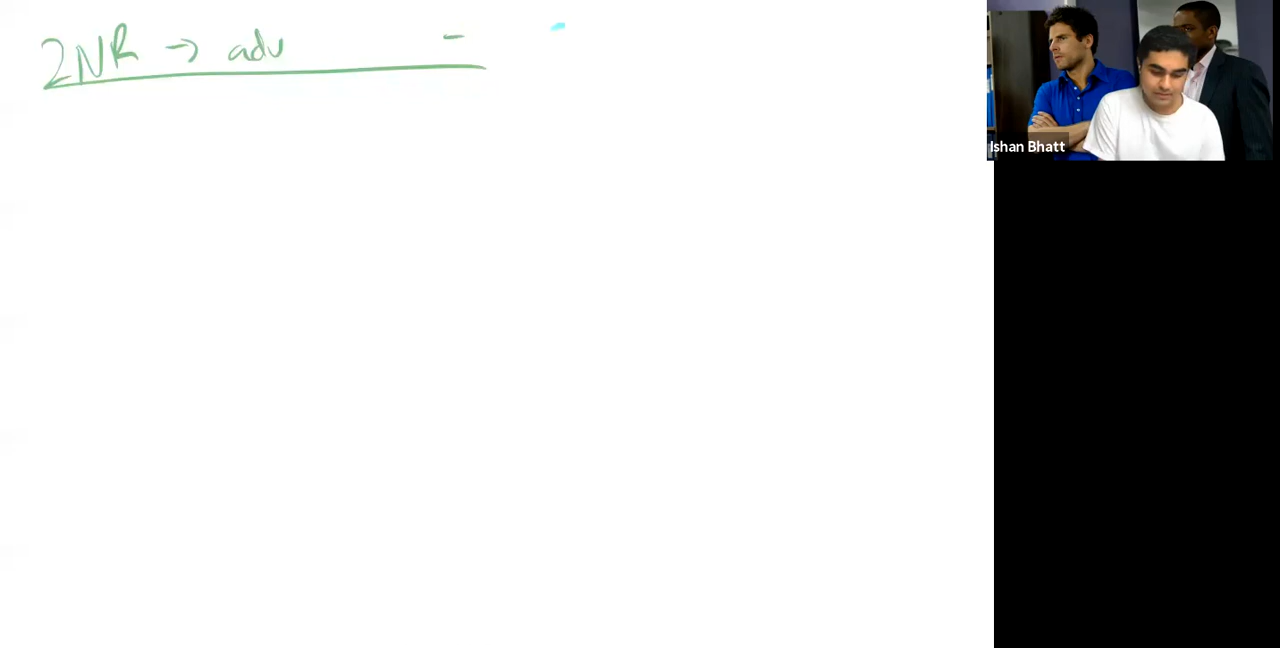 2NR → adv -
Ishan Bhatt